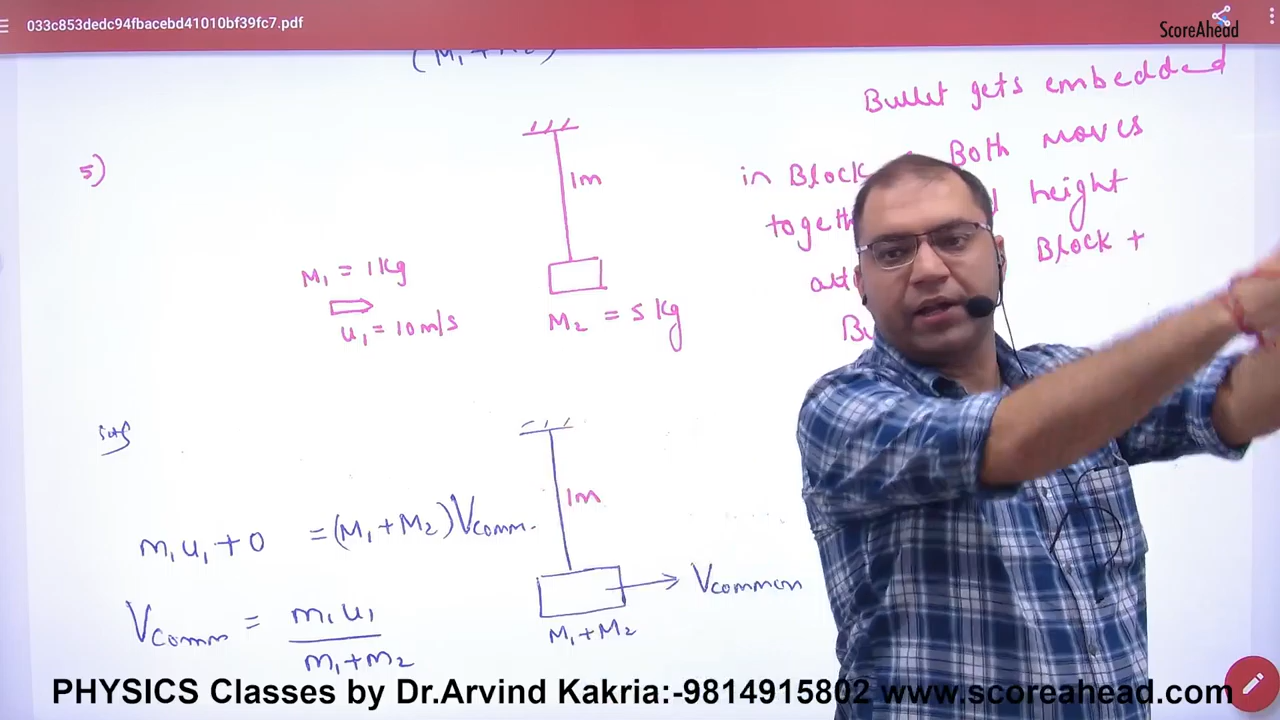 033c853dedc94fbacebd41010bf39fc7.pdf
ScoreAhead
(M₁+M₂)
5)
1m
M₁ = 1Kg
u₁ = 10m/s
M₂ = 5 Kg
Bullet gets embedded
in Block Both moves
height
Block +
m₁u₁+0 = (M₁+M₂)Vcomm.
Vcomm = m₁u₁
m₁+m₂
1m
Vcommon
M₁+M₂
PHYSICS Classes by Dr.Arvind Kakria:-9814915802 www.scoreahead.com